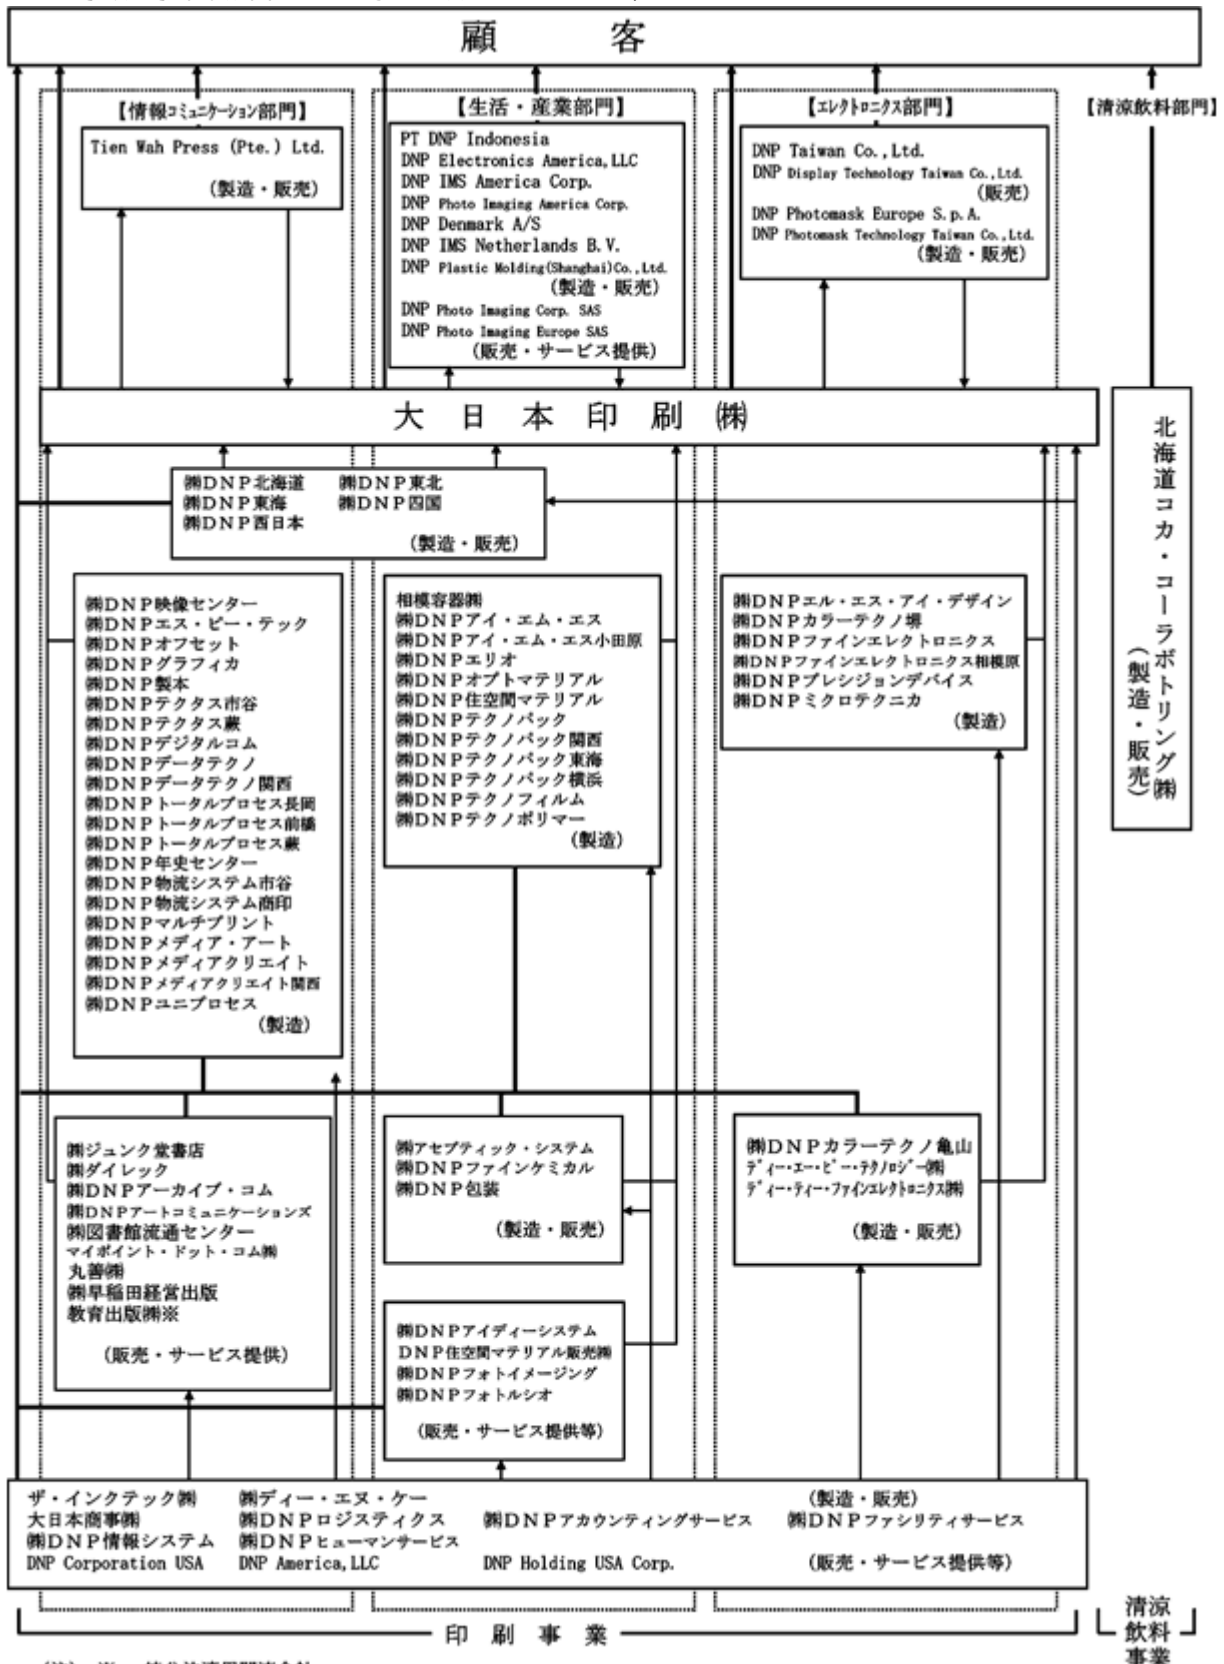 顧客
【情報コミュニケーション部門】
Tien Wah Press (Pte.) Ltd.
(製造・販売)
【生活・産業部門】
PT DNP Indonesia
DNP Electronics America,LLC
DNP IMS America Corp.
DNP Photo Imaging America Corp.
DNP Denmark A/S
DNP IMS Netherlands B.V.
DNP Plastic Molding(Shanghai)Co.,Ltd.
(製造・販売)
DNP Photo Imaging Corp. SAS
DNP Photo Imaging Europe SAS
(販売・サービス提供)
【エレクトロニクス部門】
DNP Taiwan Co.,Ltd.
DNP Display Technology Taiwan Co.,Ltd.
(販売)
DNP Photomask Europe S.p.A.
DNP Photomask Technology Taiwan Co.,Ltd.
(製造・販売)
【清涼飲料部門】
大日本印刷㈱
北海道コカ・コーラボトリング㈱
(製造・販売)
㈱DNP北海道 ㈱DNP東北
㈱DNP東海 ㈱DNP四国
㈱DNP西日本
(製造・販売)
㈱DNP映像センター
㈱DNPエス・ピー・テック
㈱DNPオフセット
㈱DNPグラフィカ
㈱DNP製本
㈱DNPテクタス市谷
㈱DNPテクタス蕨
㈱DNPデジタルコム
㈱DNPデータテクノ
㈱DNPデータテクノ関西
㈱DNPトータルプロセス長岡
㈱DNPトータルプロセス前橋
㈱DNPトータルプロセス蕨
㈱DNP年史センター
㈱DNP物流システム市谷
㈱DNP物流システム商印
㈱DNPマルチプリント
㈱DNPメディア・アート
㈱DNPメディアクリエイト
㈱DNPメディアクリエイト関西
㈱DNPユニプロセス
(製造)
相模容器㈱
㈱DNPアイ・エム・エス
㈱DNPアイ・エム・エス小田原
㈱DNPエリオ
㈱DNPオプトマテリアル
㈱DNP住空間マテリアル
㈱DNPテクノパック
㈱DNPテクノパック関西
㈱DNPテクノパック東海
㈱DNPテクノパック横浜
㈱DNPテクノフィルム
㈱DNPテクノポリマー
(製造)
㈱DNPエル・エス・アイ・デザイン
㈱DNPカラーテクノ堺
㈱DNPファインエレクトロニクス
㈱DNPファインエレクトロニクス相模原
㈱DNPプレシジョンデバイス
㈱DNPミクロテクニカ
(製造)
㈱ジュンク堂書店
㈱ダイレック
㈱DNPアーカイブ・コム
㈱DNPアートコミュニケーションズ
㈱図書館流通センター
マイポイント・ドット・コム㈱
丸善㈱
㈱早稲田経営出版
教育出版㈱※
(販売・サービス提供)
㈱アセプティック・システム
㈱DNPファインケミカル
㈱DNP包装
(製造・販売)
㈱DNPカラーテクノ亀山
ディー・エー・ピー・テクノロジー㈱
ディー・ティー・ファインエレクトロニクス㈱
(製造・販売)
㈱DNPアイディーシステム
DNP住空間マテリアル販売㈱
㈱DNPフォトイメージング
㈱DNPフォトルシオ
(販売・サービス提供等)
ザ・インクテック㈱ ㈱ディー・エヌ・ケー (製造・販売)
大日本商事㈱ ㈱DNPロジスティクス ㈱DNPアカウンティングサービス ㈱DNPファシリティサービス
㈱DNP情報システム ㈱DNPヒューマンサービス
DNP Corporation USA DNP America,LLC DNP Holding USA Corp. (販売・サービス提供等)
印刷事業
清涼
飲料
事業